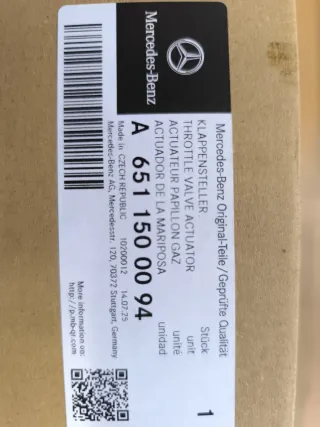 Mercedes-Benz
Mercedes-Benz Original-Teile/Geprüfte Qualität
KLAPPENSTELLER Stück 1
THROTTLE VALVE ACTUATOR unit
ACTUATEUR PAPILLON GAZ unité
ACTUADOR DE LA MARIPOSA unidad
A 651 150 00 94
Made in CZECH REPUBLIC 10200012 14.07.25
Mercedes-Benz AG, Mercedesstr. 120, 70372 Stuttgart, Germany
More information on:
http://p.mb-qr.com